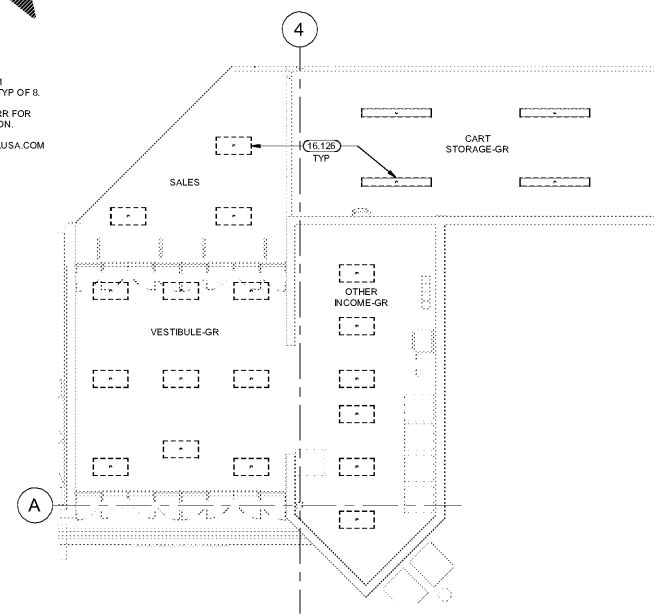 4
TYP OF 8.
RR FOR
ON.
USA.COM
16.126
TYP
CART
STORAGE-GR
SALES
OTHER
INCOME-GR
VESTIBULE-GR
A